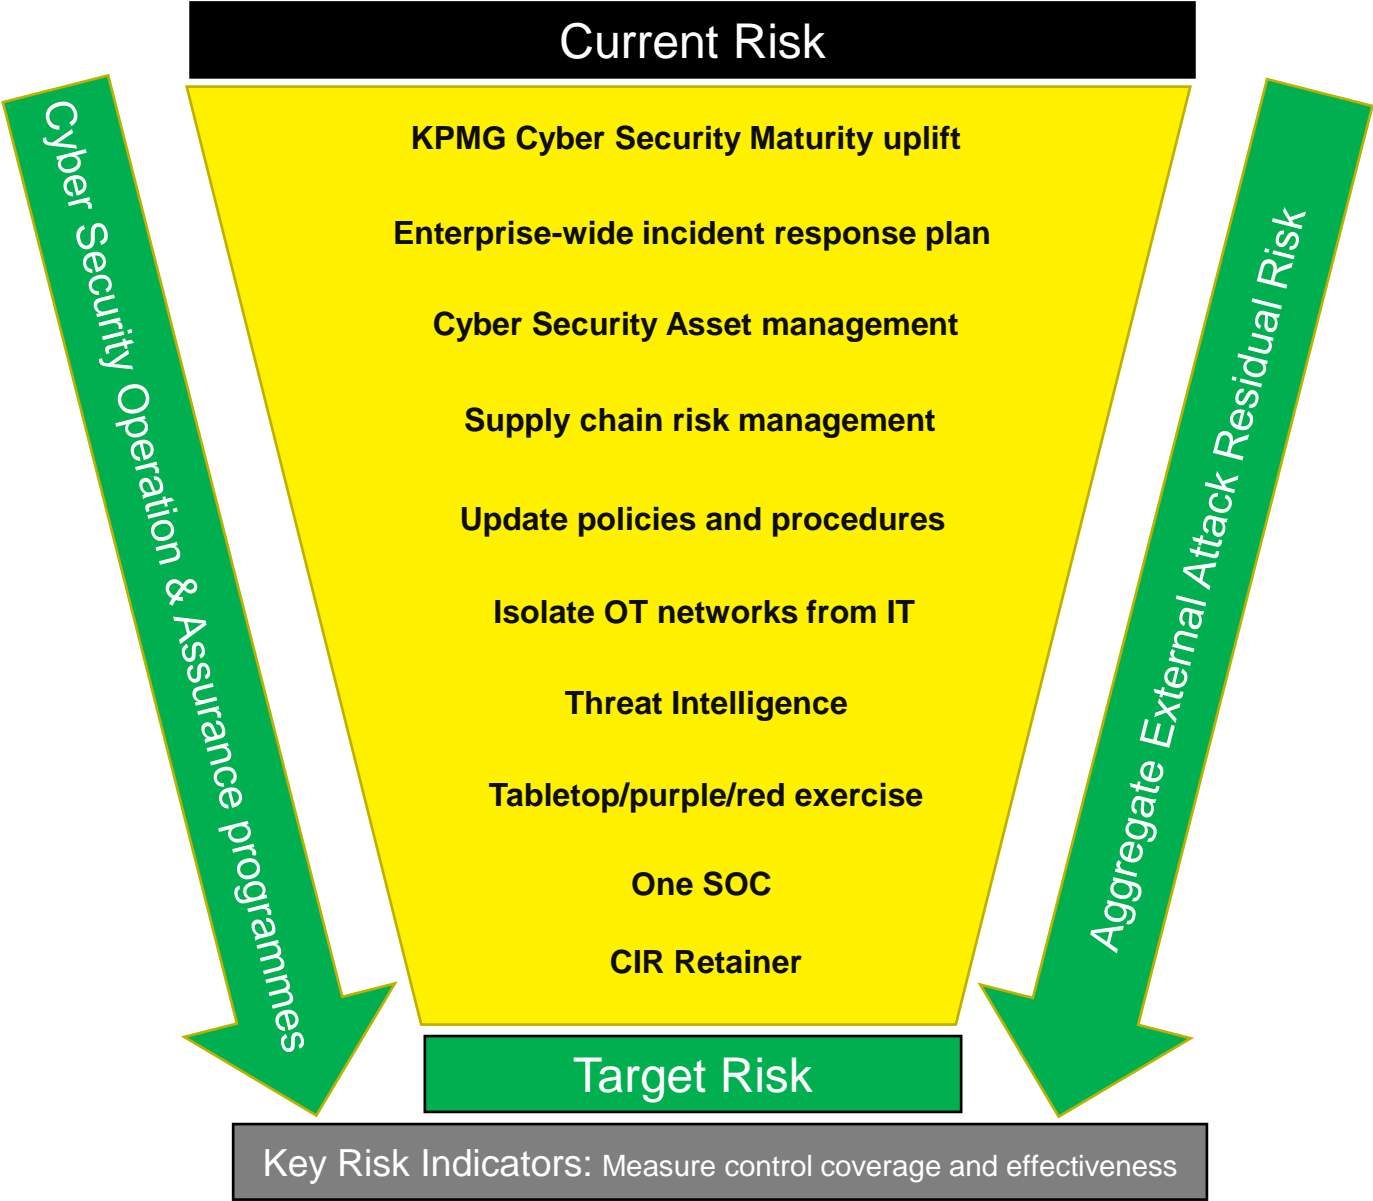 Current Risk
Cyber Security Operation & Assurance programmes
KPMG Cyber Security Maturity uplift
Enterprise-wide incident response plan
Cyber Security Asset management
Supply chain risk management
Update policies and procedures
Isolate OT networks from IT
Threat Intelligence
Tabletop/purple/red exercise
One SOC
CIR Retainer
Aggregate External Attack Residual Risk
Target Risk
Key Risk Indicators: Measure control coverage and effectiveness